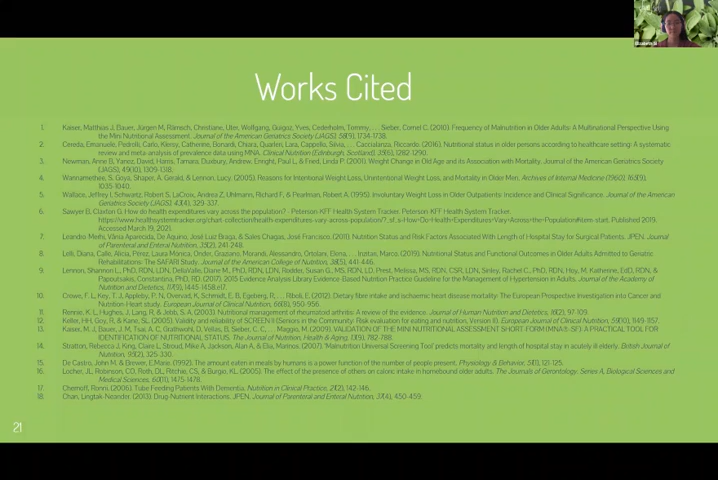 Works Cited
1. Kaiser, Matthias J, Bauer, Jürgen M, Rämsch, Christiane, Uter, Wolfgang, Guigoz, Yves, Cederholm, Tommy, . . . Sieber, Cornel C. (2010). Frequency of Malnutrition in Older Adults: A Multinational Perspective Using
the Mini Nutritional Assessment. Journal of the American Geriatrics Society (JAGS), 58(9), 1734-1738.
2. Cereda, Emanuele, Pedrolli, Carlo, Klersy, Catherine, Bonardi, Chiara, Quarleri, Lara, Cappello, Silvia, . . . Caccialanza, Riccardo. (2016). Nutritional status in older persons according to healthcare setting: A systematic
review and meta-analysis of prevalence data using MNA. Clinical Nutrition (Edinburgh, Scotland), 35(6), 1282-1290.
3. Newman, Anne B, Yanez, David, Harris, Tamara, Duxbury, Andrew, Enright, Paul L, & Fried, Linda P. (2001). Weight Change in Old Age and its Association with Mortality. Journal of the American Geriatrics Society
(JAGS), 49(10), 1309-1318.
4. Wannamethee, S. Goya, Shaper, A. Gerald, & Lennon, Lucy. (2005). Reasons for Intentional Weight Loss, Unintentional Weight Loss, and Mortality in Older Men. Archives of Internal Medicine (1960), 165(9),
1035-1040.
5. Wallace, Jeffrey I, Schwartz, Robert S, LaCroix, Andrea Z, Uhlmann, Richard F, & Pearlman, Robert A. (1995). Involuntary Weight Loss in Older Outpatients: Incidence and Clinical Significance. Journal of the American
Geriatrics Society (JAGS), 43(4), 329-337.
6. Sawyer B, Claxton G. How do health expenditures vary across the population? - Peterson-KFF Health System Tracker. Peterson-KFF Health System Tracker.
Published 2019.
Accessed March 19, 2021.
7. Leandro-Merhi, Vânia Aparecida, De Aquino, José Luiz Braga, & Sales Chagas, José Francisco. (2011). Nutrition Status and Risk Factors Associated With Length of Hospital Stay for Surgical Patients. JPEN. Journal
of Parenteral and Enteral Nutrition, 35(2), 241-248.
8. Lelli, Diana, Calle, Alicia, Pérez, Laura Mónica, Onder, Graziano, Morandi, Alessandro, Ortolani, Elena, . . . Inzitari, Marco. (2019). Nutritional Status and Functional Outcomes in Older Adults Admitted to Geriatric
Rehabilitations: The SAFARI Study. Journal of the American College of Nutrition, 38(5), 441-446.
9. Lennon, Shannon L., PhD, RDN, LDN, DellaValle, Diane M., PhD, RDN, LDN, Rodder, Susan G., MS, RDN, LD, Prest, Melissa, MS, RDN, CSR, LDN, Sinley, Rachel C., PhD, RDN, Hoy, M. Katherine, EdD, RDN, &
Papoutsakis, Constantina, PhD, RD. (2017). 2015 Evidence Analysis Library Evidence-Based Nutrition Practice Guideline for the Management of Hypertension in Adults. Journal of the Academy of
Nutrition and Dietetics, 117(9), 1445-1458.e17.
10. Crowe, F. L, Key, T. J, Appleby, P. N, Overvad, K, Schmidt, E. B, Egeberg, R, . . . Riboli, E. (2012). Dietary fibre intake and ischaemic heart disease mortality: The European Prospective Investigation into Cancer and
Nutrition-Heart study. European Journal of Clinical Nutrition, 66(8), 950-956.
11. Rennie, K. L, Hughes, J, Lang, R, & Jebb, S. A. (2003). Nutritional management of rheumatoid arthritis: A review of the evidence. Journal of Human Nutrition and Dietetics, 16(2), 97-109.
12. Keller, HH, Goy, R, & Kane, SL. (2005). Validity and reliability of SCREEN II (Seniors in the Community: Risk evaluation for eating and nutrition, Version II). European Journal of Clinical Nutrition, 59(10), 1149-1157.
13. Kaiser, M. J, Bauer, J. M, Tsai, A. C, Guthwohl, D, Vellas, B, Sieber, C. C, . . . Maggio, M. (2009). VALIDATION OF THE MINI NUTRITIONAL ASSESSMENT SHORT-FORM (MNA®-SF): A PRACTICAL TOOL FOR
IDENTIFICATION OF NUTRITIONAL STATUS. The Journal of Nutrition, Health & Aging, 13(9), 782-788.
14. Stratton, Rebecca J, King, Claire L, Stroud, Mike A, Jackson, Alan A, & Elia, Marinos. (2007). 'Malnutrition Universal Screening Tool' predicts mortality and length of hospital stay in acutely ill elderly. British Journal of
Nutrition, 95(2), 325-330.
15. De Castro, John M, & Brewer, E.Marie. (1992). The amount eaten in meals by humans is a power function of the number of people present. Physiology & Behavior, 51(1), 121-125.
16. Locher, JL, Robinson, CO, Roth, DL, Ritchie, CS, & Burgio, KL. (2005). The effect of the presence of others on caloric intake in homebound older adults. The Journals of Gerontology. Series A, Biological Sciences and
Medical Sciences, 60(11), 1475-1478.
17. Chernoff, Ronni. (2006). Tube Feeding Patients With Dementia. Nutrition in Clinical Practice, 21(2), 142-146.
18. Chan, Lingtak-Neander. (2013). Drug-Nutrient Interactions. JPEN. Journal of Parenteral and Enteral Nutrition, 37(4), 450-459.
21